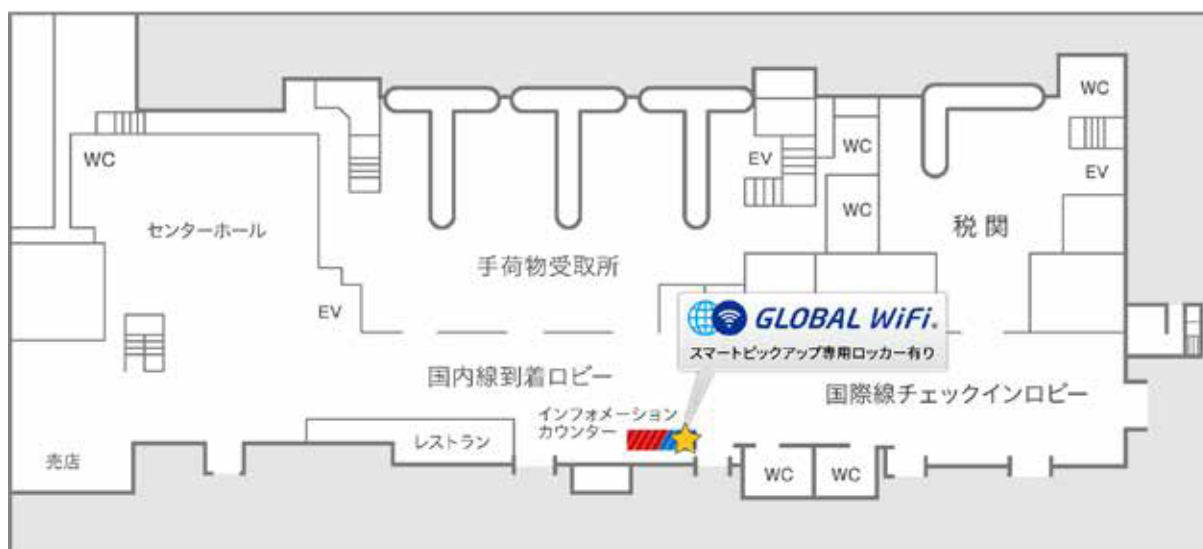 WC
WC
WC
EV
EV
WC
WC
センターホール
税関
手荷物受取所
EV
GLOBAL WiFi®
スマートピックアップ専用ロッカー有り
国内線到着ロビー
国際線チェックインロビー
インフォメーション
カウンター
レストラン
売店
WC
WC